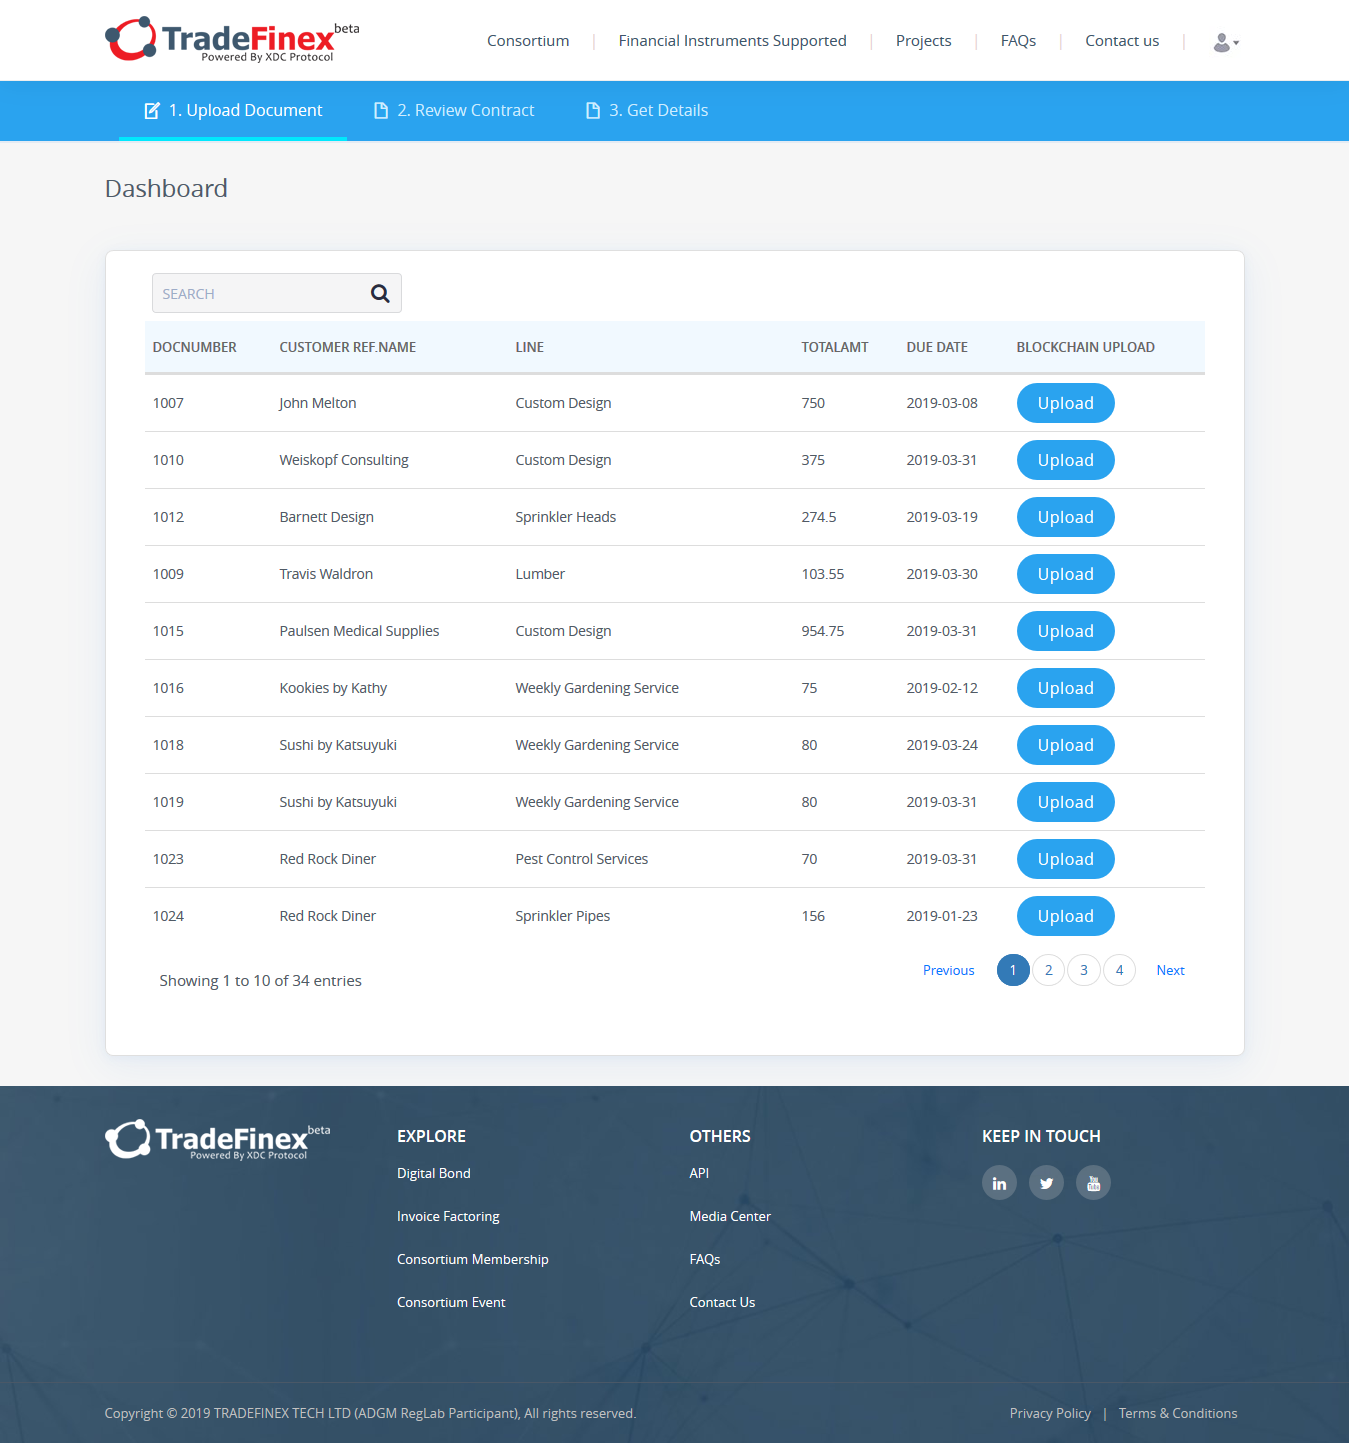 TradeFinex beta
Powered By XDC Protocol
Consortium | Financial Instruments Supported | Projects | FAQs | Contact us |
1. Upload Document 2. Review Contract 3. Get Details
Dashboard
SEARCH
DOCNUMBER CUSTOMER REF.NAME LINE TOTALAMT DUE DATE BLOCKCHAIN UPLOAD
1007 John Melton Custom Design 750 2019-03-08 Upload
1010 Weiskopf Consulting Custom Design 375 2019-03-31 Upload
1012 Barnett Design Sprinkler Heads 274.5 2019-03-19 Upload
1009 Travis Waldron Lumber 103.55 2019-03-30 Upload
1015 Paulsen Medical Supplies Custom Design 954.75 2019-03-31 Upload
1016 Kookies by Kathy Weekly Gardening Service 75 2019-02-12 Upload
1018 Sushi by Katsuyuki Weekly Gardening Service 80 2019-03-24 Upload
1019 Sushi by Katsuyuki Weekly Gardening Service 80 2019-03-31 Upload
1023 Red Rock Diner Pest Control Services 70 2019-03-31 Upload
1024 Red Rock Diner Sprinkler Pipes 156 2019-01-23 Upload
Showing 1 to 10 of 34 entries
Previous 1 2 3 4 Next
TradeFinex beta
Powered By XDC Protocol
EXPLORE
Digital Bond
Invoice Factoring
Consortium Membership
Consortium Event
OTHERS
API
Media Center
FAQs
Contact Us
KEEP IN TOUCH
in
You Tube
Copyright © 2019 TRADEFINEX TECH LTD (ADGM RegLab Participant), All rights reserved.
Privacy Policy | Terms & Conditions